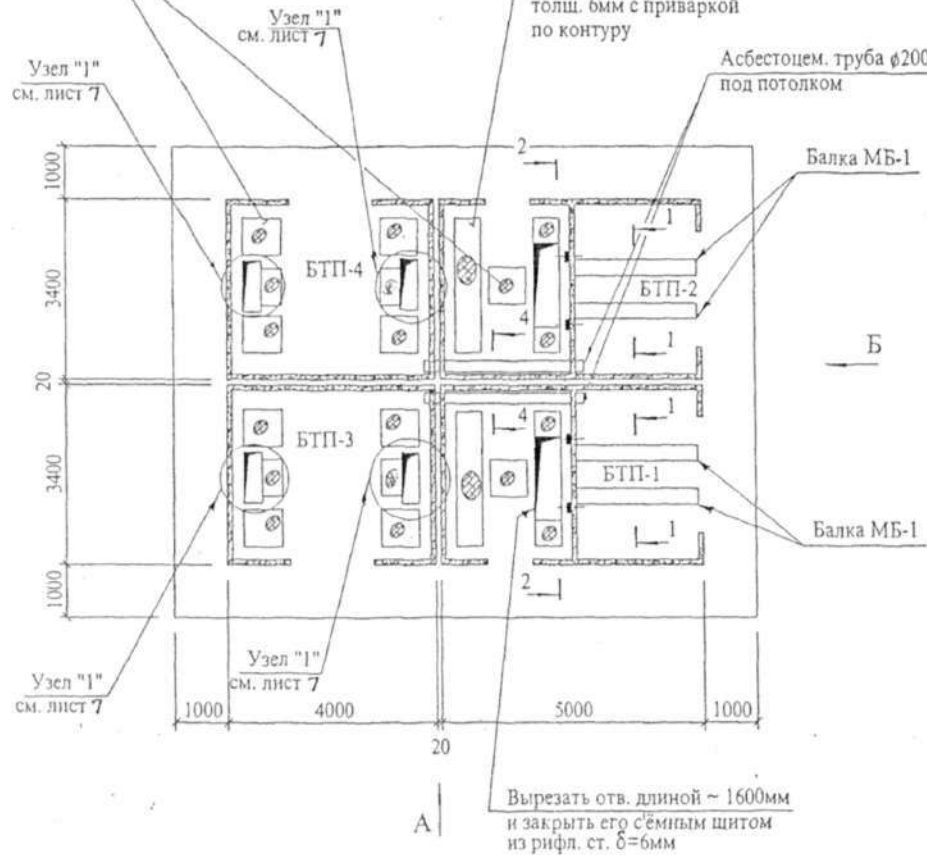 толщ. 6мм с приваркой
по контуру
Узел "1"
см. лист 7
Узел "1"
см. лист 7
Асбестоцем. труба ϕ200
под потолком
2
Балка МБ-1
1000
1
БТП-4
БТП-2
3400
4
1
Б
20
4
1
БТП-3
3400
БТП-1
1
Балка МБ-1
1000
2
Узел "1"
см. лист 7
Узел "1"
см. лист 7
1000
4000
5000
1000
20
А
Вырезать отв. длиной ~ 1600мм
и закрыть его с'ёмным щитом
из рифл. ст. δ=6мм